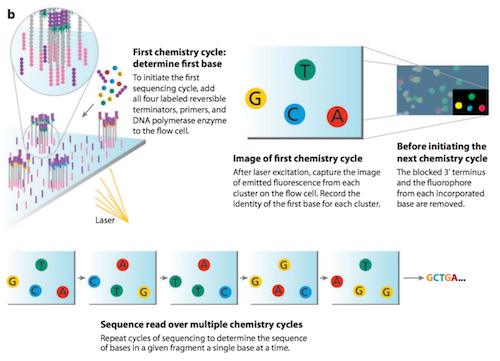 b
First chemistry cycle:
determine first base
To initiate the first
sequencing cycle, add
all four labeled reversible
terminators, primers, and
DNA polymerase enzyme
to the flow cell.
Laser
T
G
C
A
Image of first chemistry cycle
After laser excitation, capture the image
of emitted fluorescence from each
cluster on the flow cell. Record the
identity of the first base for each cluster.
Before initiating the
next chemistry cycle
The blocked 3' terminus
and the fluorophore
from each incorporated
base are removed.
T
G
C
A
A
C
T
G
A
T
T
C
G
G
A
C
T
A
G
G
GCTGA...
Sequence read over multiple chemistry cycles
Repeat cycles of sequencing to determine the sequence
of bases in a given fragment a single base at a time.